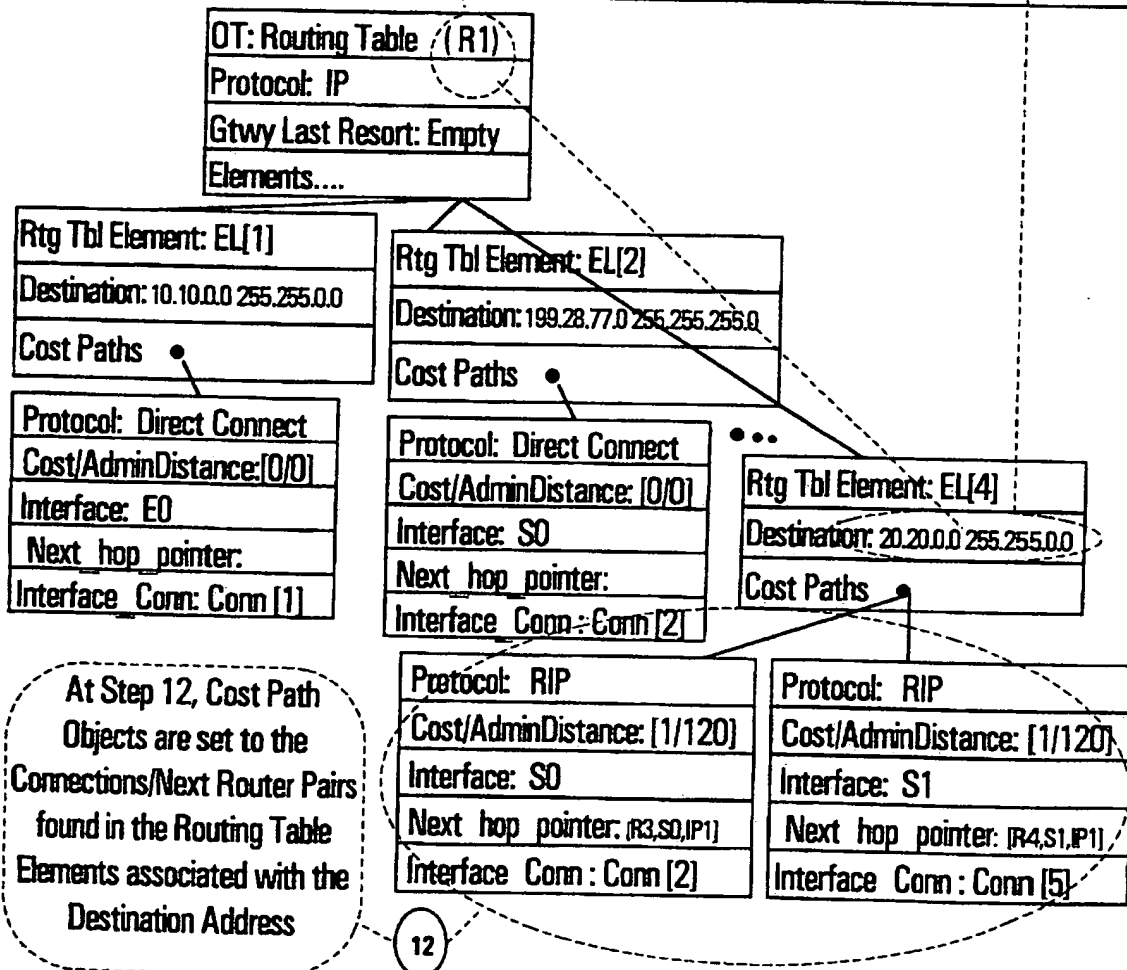 OT: Routing Table (R1)
Protocol: IP
Gtwy Last Resort: Empty
Elements....
Rtg Tbl Element: EL[1]
Destination: 10.10.0.0 255.255.0.0
Cost Paths
Protocol: Direct Connect
Cost/AdminDistance:[0/0]
Interface: E0
Next_hop_pointer:
Interface_Conn: Conn [1]
Rtg Tbl Element: EL[2]
Destination: 199.28.77.0 255.255.255.0
Cost Paths
Protocol: Direct Connect
Cost/AdminDistance: [0/0]
Interface: S0
Next_hop_pointer:
Interface_Conn : Conn [2]
Rtg Tbl Element: EL[4]
Destination: 20.20.0.0 255.255.0.0
Cost Paths
Protocol: RIP
Cost/AdminDistance: [1/120]
Interface: S0
Next hop pointer: [R3,S0,IP1]
Interface Conn : Conn [2]
Protocol: RIP
Cost/AdminDistance: [1/120]
Interface: S1
Next hop pointer: [R4,S1,IP1]
Interface Conn : Conn [5]
At Step 12, Cost Path
Objects are set to the
Connections/Next Router Pairs
found in the Routing Table
Elements associated with the
Destination Address
12